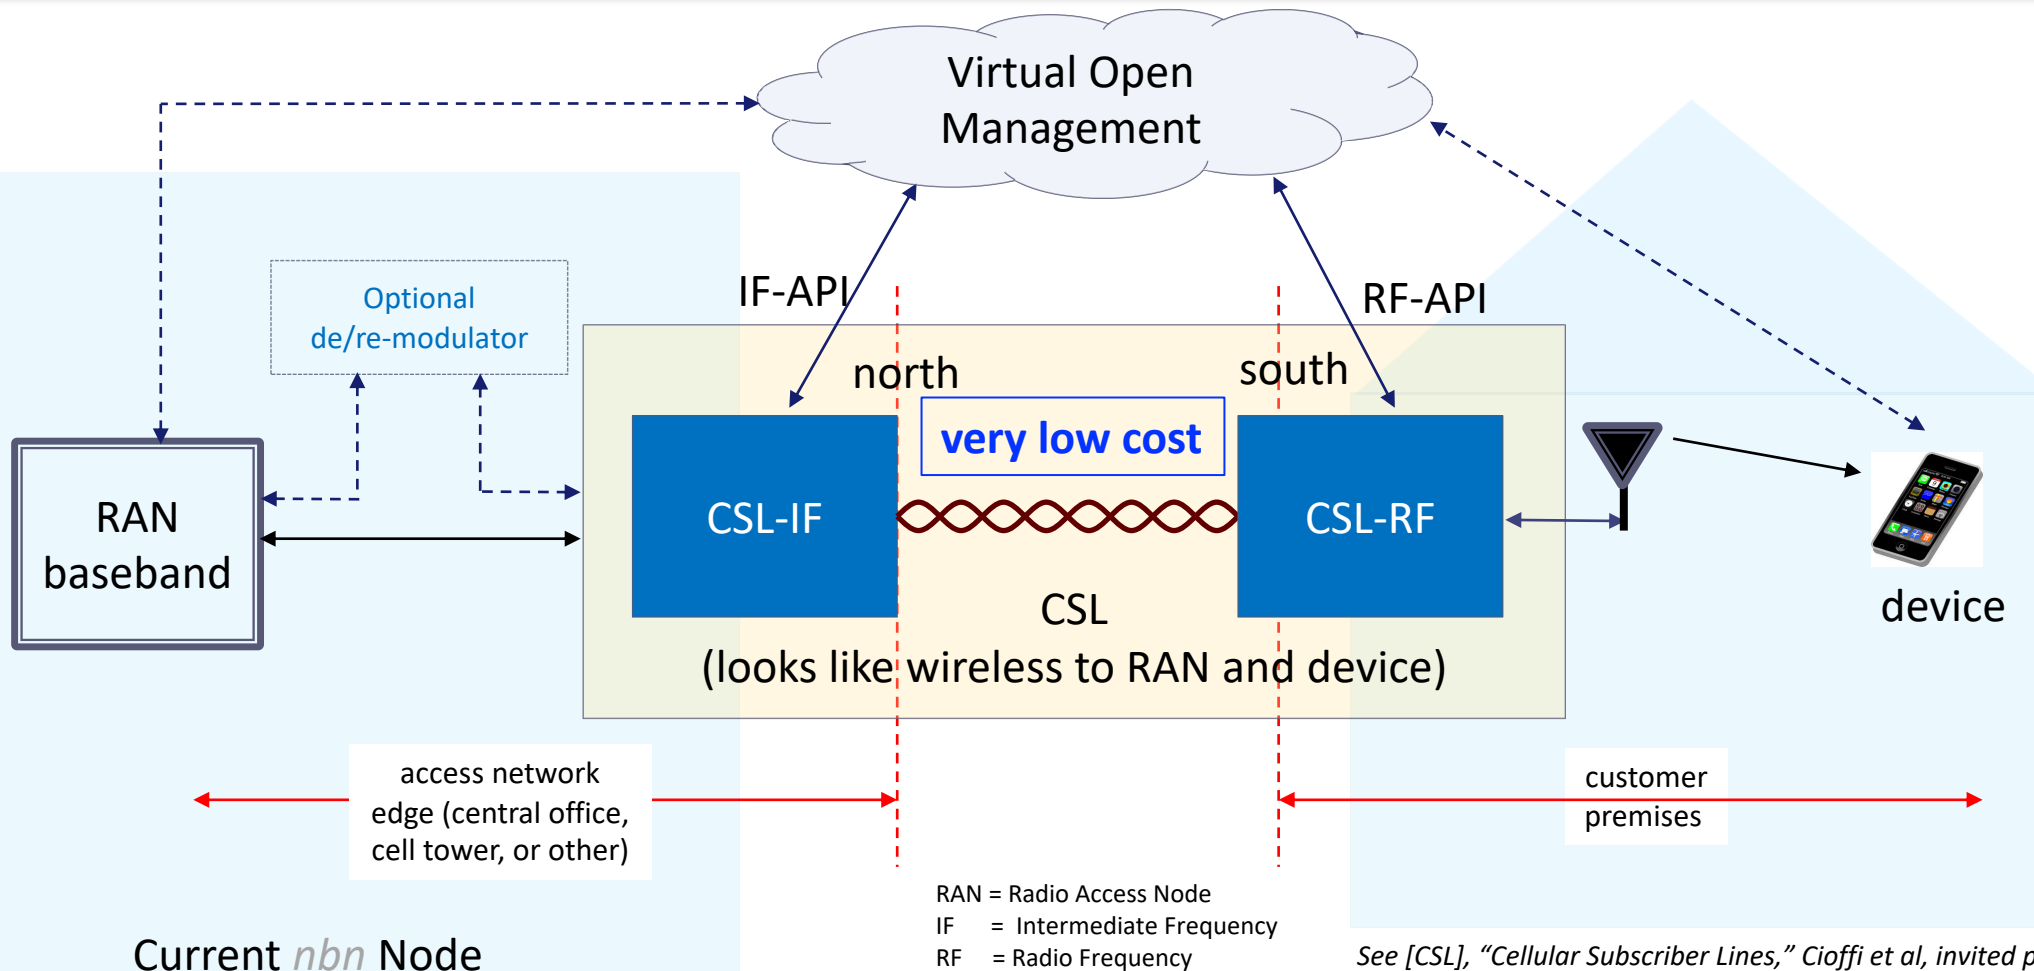 Virtual Open
Management
IF-API
RF-API
Optional
de/re-modulator
north
south
very low cost
RAN
baseband
CSL-IF
CSL-RF
CSL
(looks like wireless to RAN and device)
device
access network
edge (central office,
cell tower, or other)
customer
premises
RAN = Radio Access Node
IF = Intermediate Frequency
RF = Radio Frequency
Current nbn Node
See [CSL], “Cellular Subscriber Lines,” Cioffi et al, invited p